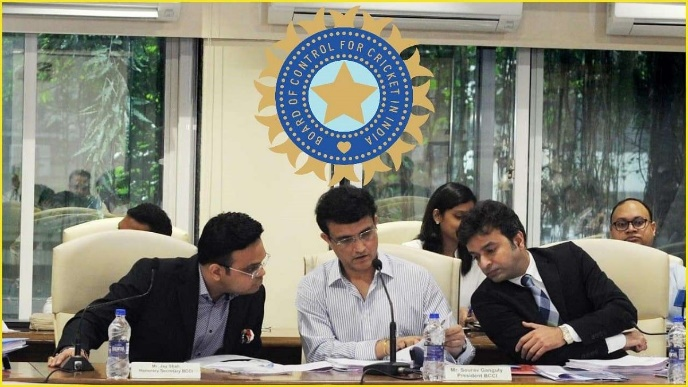 BOARD OF CONTROL FOR CRICKET IN INDIA
Mr. Jay Shah
Honorary Secretary BCCI
Mr. Sourav Ganguly
President BCCI